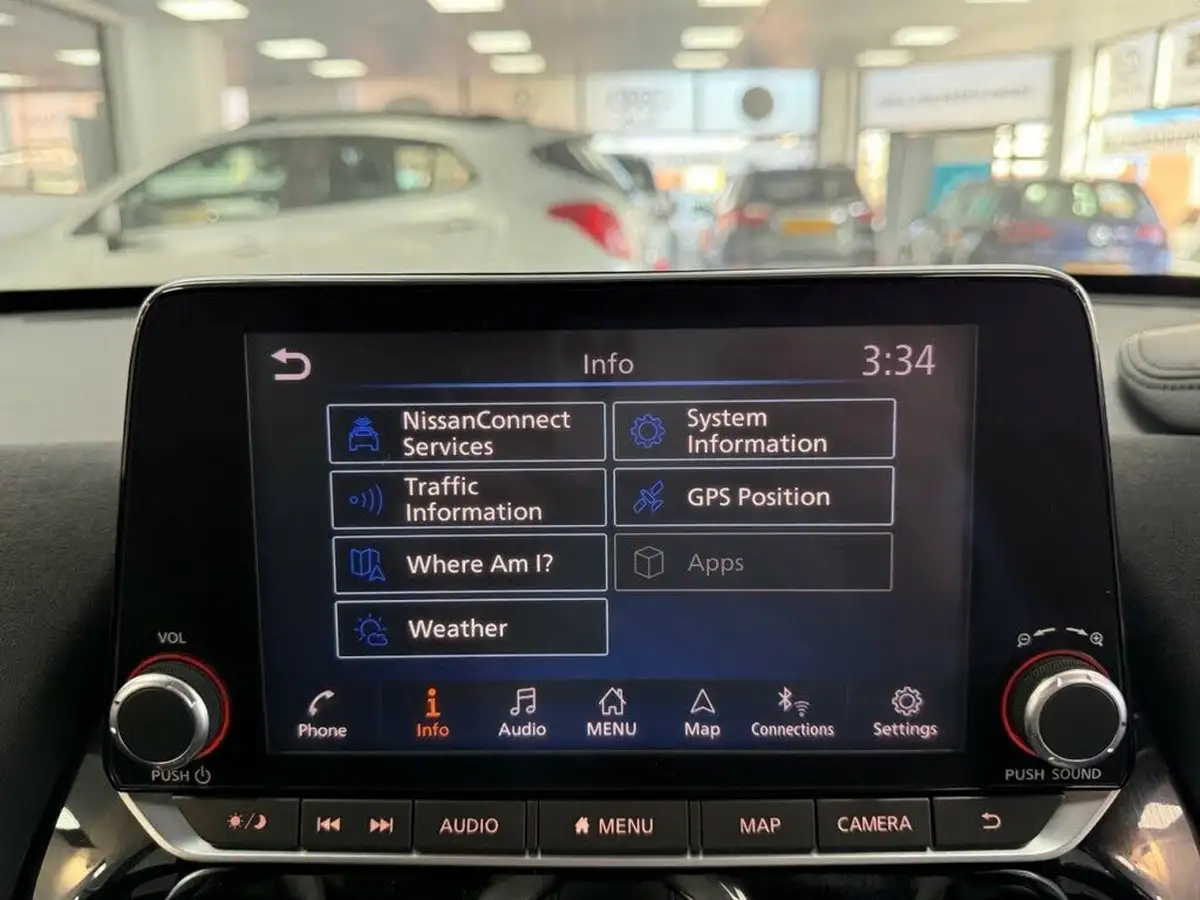 Info
3:34
NissanConnect
Services
System
Information
Traffic
Information
GPS Position
Where Am I?
Apps
Weather
VOL
PUSH
Phone
Info
Audio
MENU
Map
Connections
Settings
PUSH SOUND
AUDIO
MENU
MAP
CAMERA